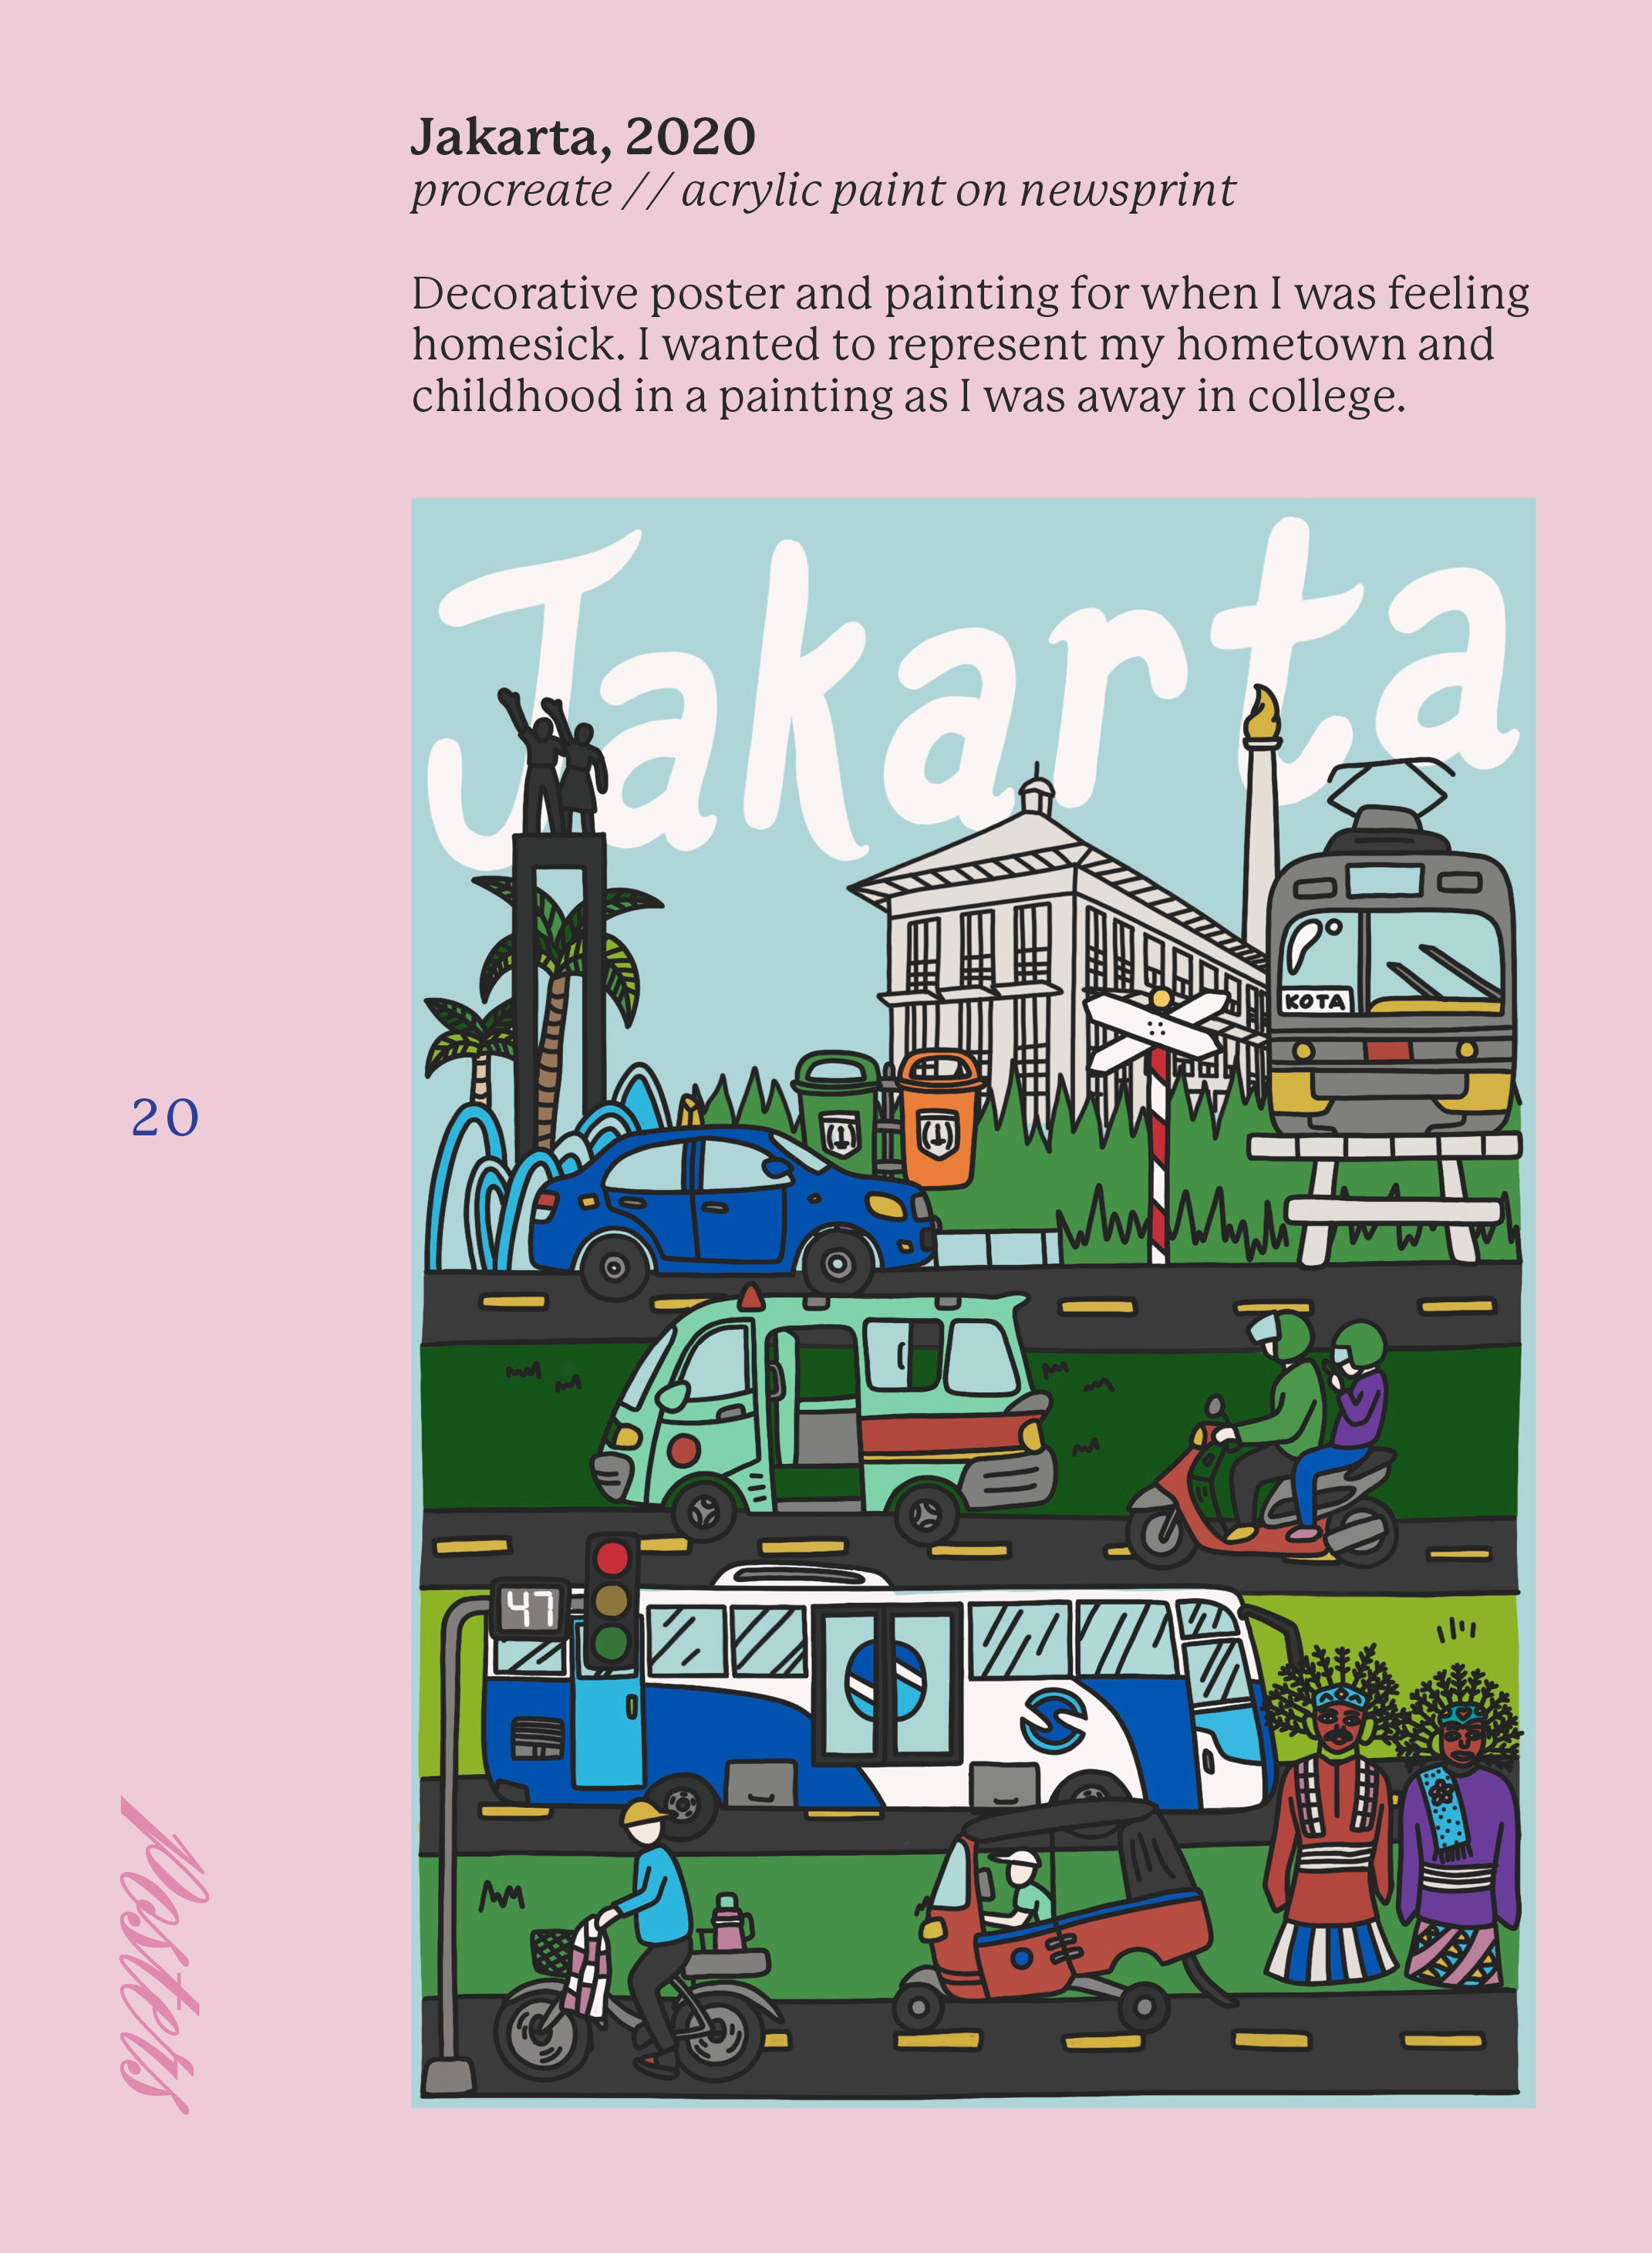 Jakarta, 2020
procreate // acrylic paint on newsprint
Decorative poster and painting for when I was feeling
homesick. I wanted to represent my hometown and
childhood in a painting as I was away in college.
Jakarta
KOTA
20
47
posters